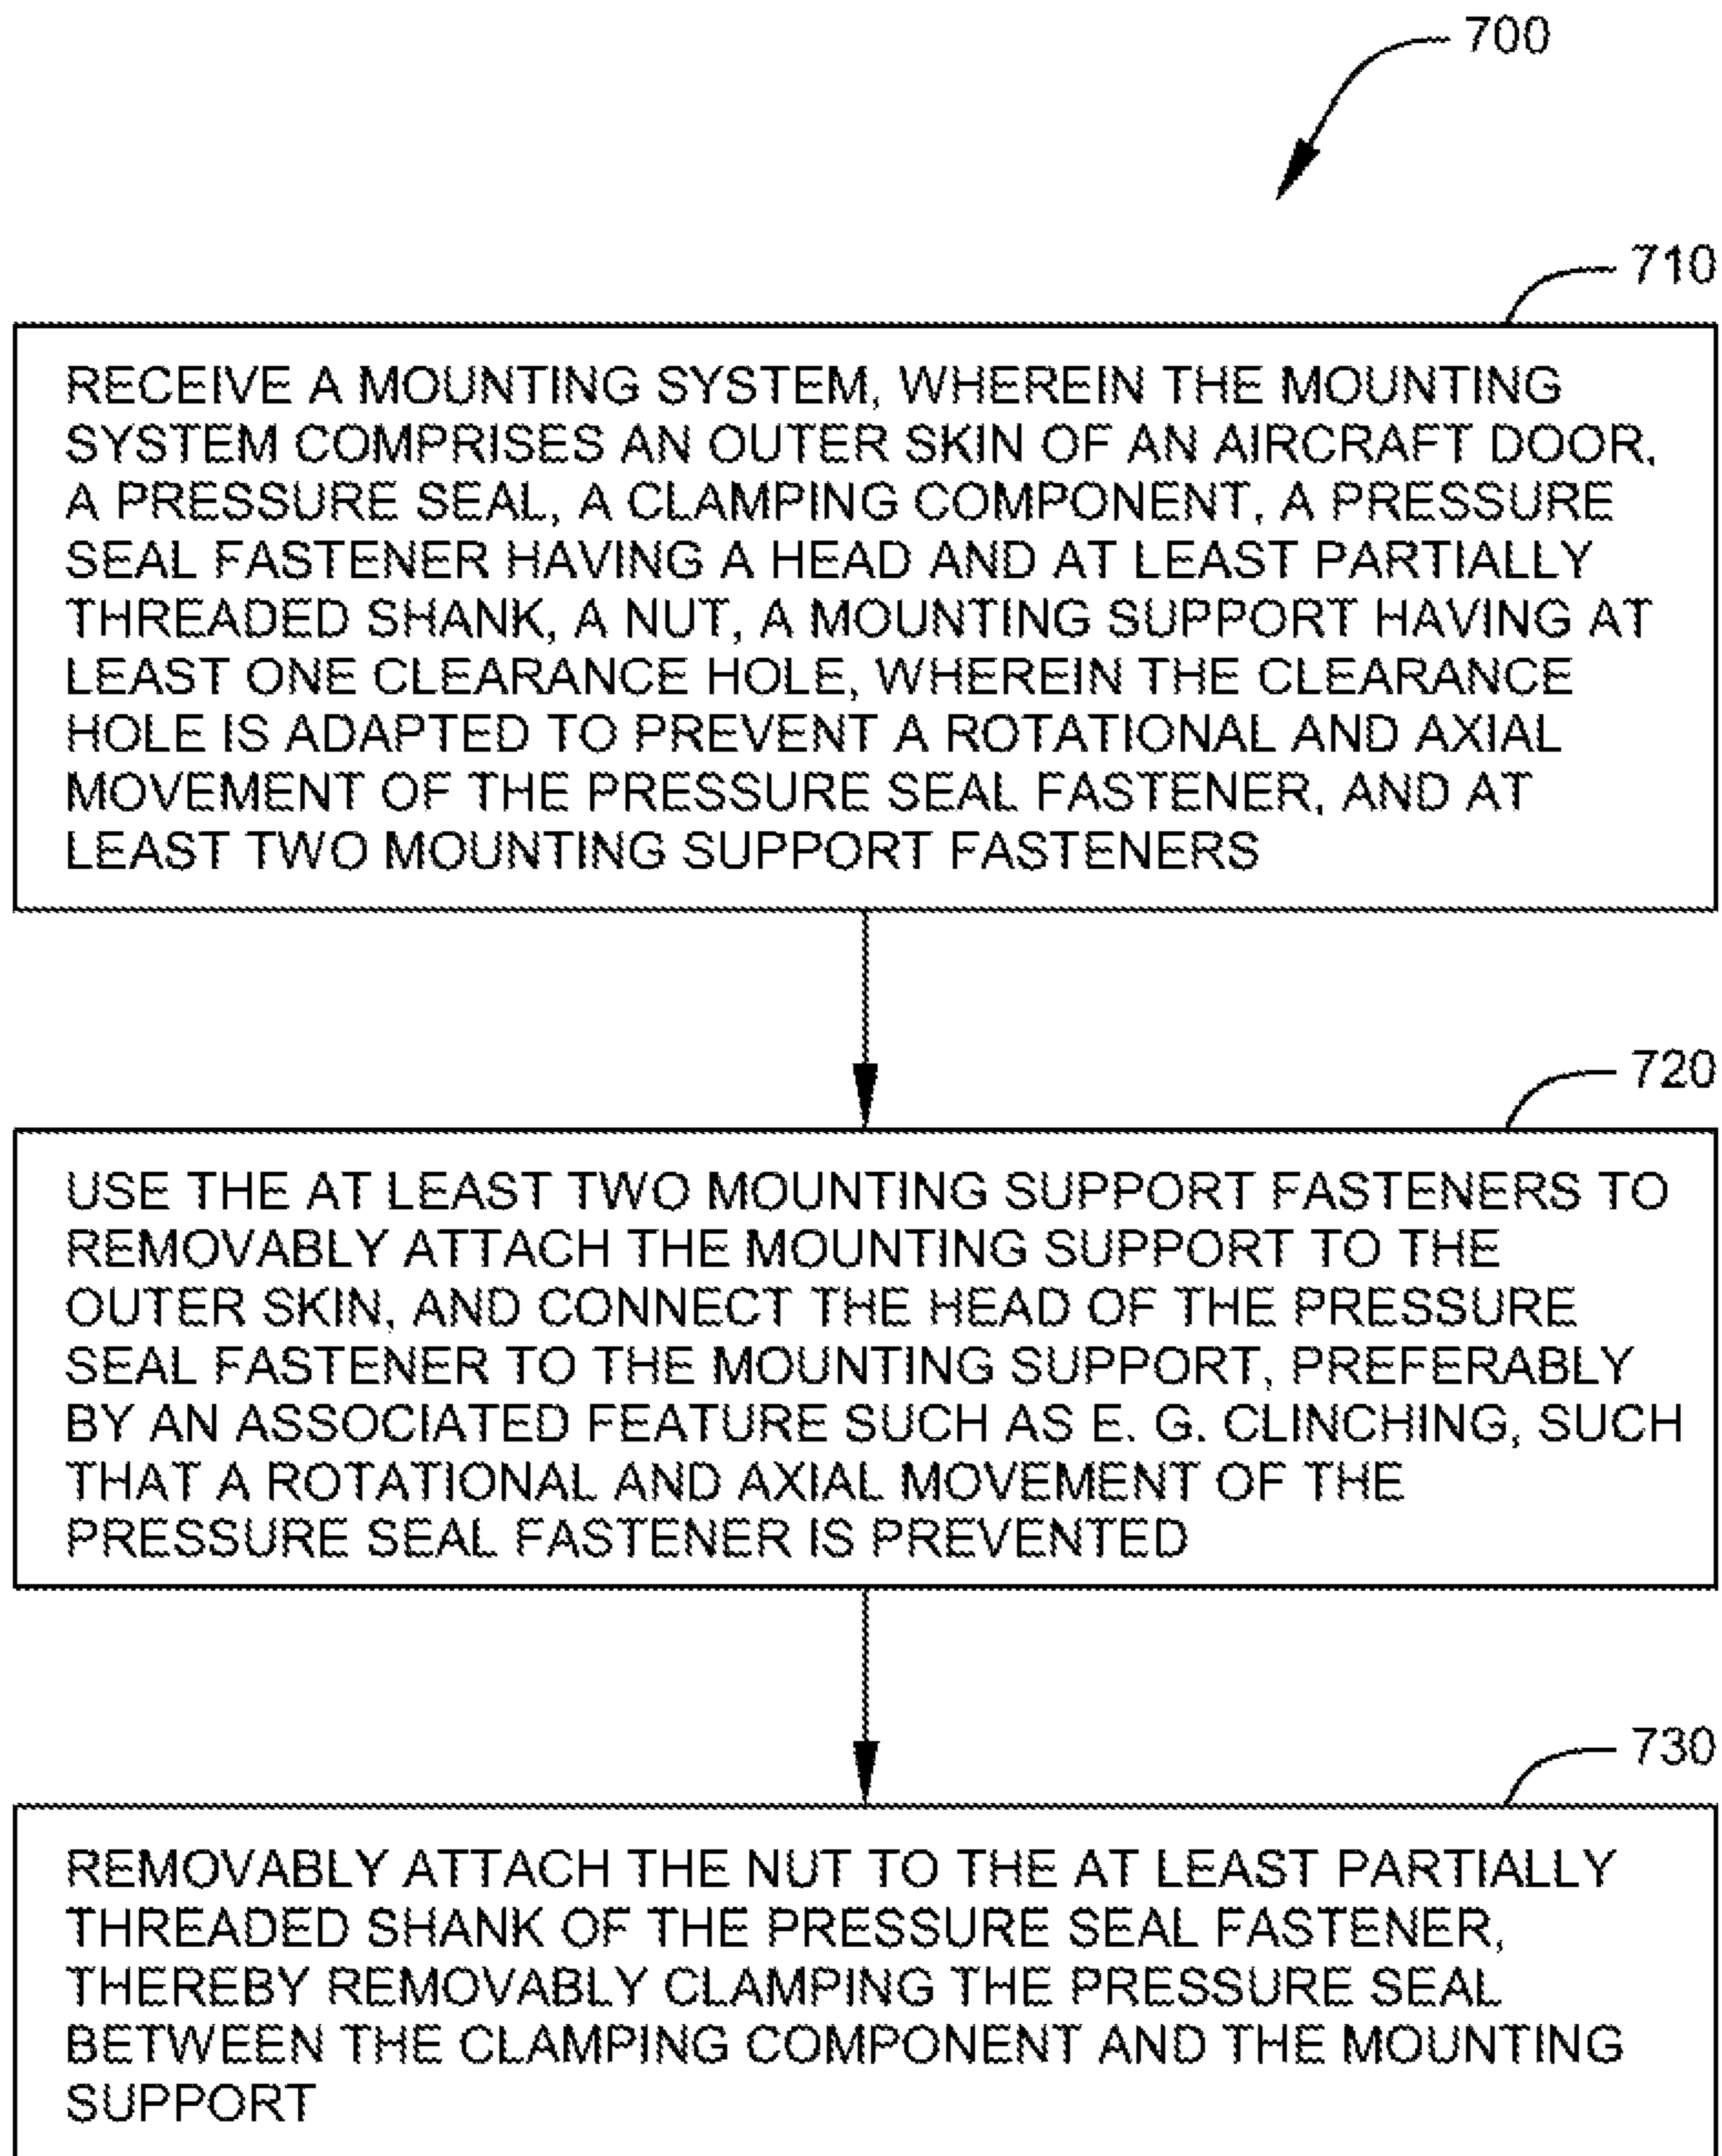 700
710
RECEIVE A MOUNTING SYSTEM, WHEREIN THE MOUNTING
SYSTEM COMPRISES AN OUTER SKIN OF AN AIRCRAFT DOOR,
A PRESSURE SEAL, A CLAMPING COMPONENT, A PRESSURE
SEAL FASTENER HAVING A HEAD AND AT LEAST PARTIALLY
THREADED SHANK, A NUT, A MOUNTING SUPPORT HAVING AT
LEAST ONE CLEARANCE HOLE, WHEREIN THE CLEARANCE
HOLE IS ADAPTED TO PREVENT A ROTATIONAL AND AXIAL
MOVEMENT OF THE PRESSURE SEAL FASTENER, AND AT
LEAST TWO MOUNTING SUPPORT FASTENERS
720
USE THE AT LEAST TWO MOUNTING SUPPORT FASTENERS TO
REMOVABLY ATTACH THE MOUNTING SUPPORT TO THE
OUTER SKIN, AND CONNECT THE HEAD OF THE PRESSURE
SEAL FASTENER TO THE MOUNTING SUPPORT, PREFERABLY
BY AN ASSOCIATED FEATURE SUCH AS E. G. CLINCHING, SUCH
THAT A ROTATIONAL AND AXIAL MOVEMENT OF THE
PRESSURE SEAL FASTENER IS PREVENTED
730
REMOVABLY ATTACH THE NUT TO THE AT LEAST PARTIALLY
THREADED SHANK OF THE PRESSURE SEAL FASTENER,
THEREBY REMOVABLY CLAMPING THE PRESSURE SEAL
BETWEEN THE CLAMPING COMPONENT AND THE MOUNTING
SUPPORT